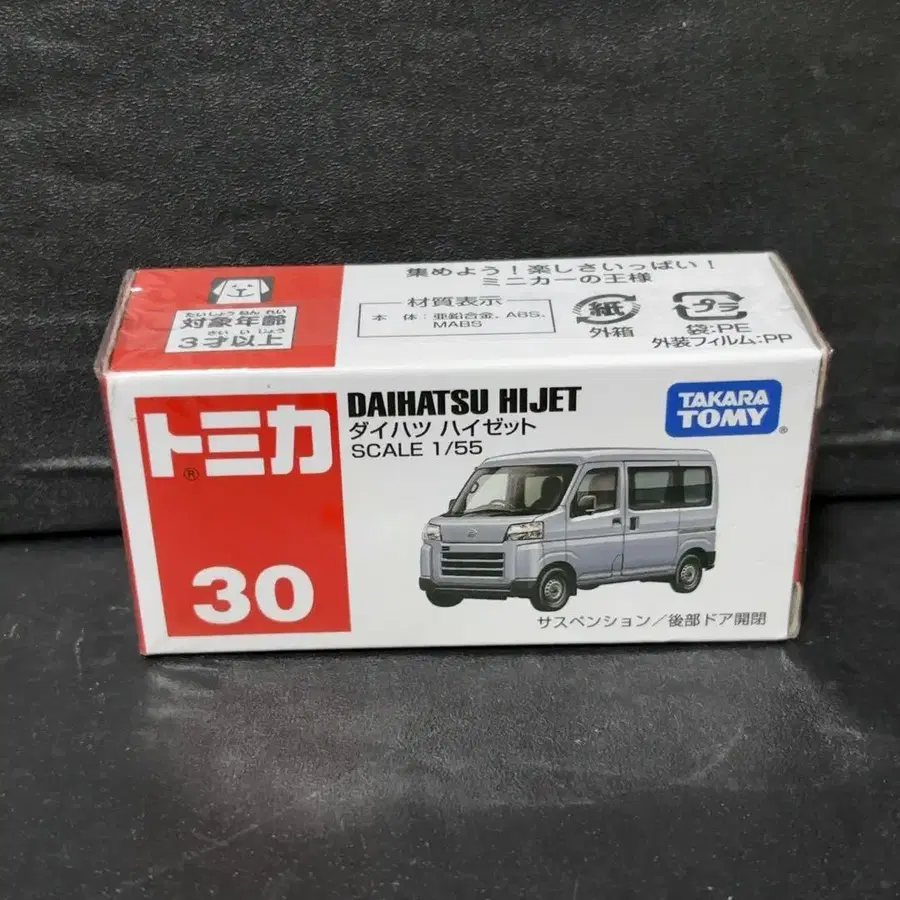 集めよう！楽しさいっぱい！
ミニカーの王様
たいしょうねんれい
対象年齢
さいいじょう
3才以上
材質表示
本体：亜鉛合金、ABS、
MABS
紙
外箱
プラ
袋:PE
外装フィルム:PP
トミカ®
30
DAIHATSU HIJET
ダイハツ ハイゼット
SCALE 1/55
TAKARA
TOMY®
サスペンション／後部ドア開閉